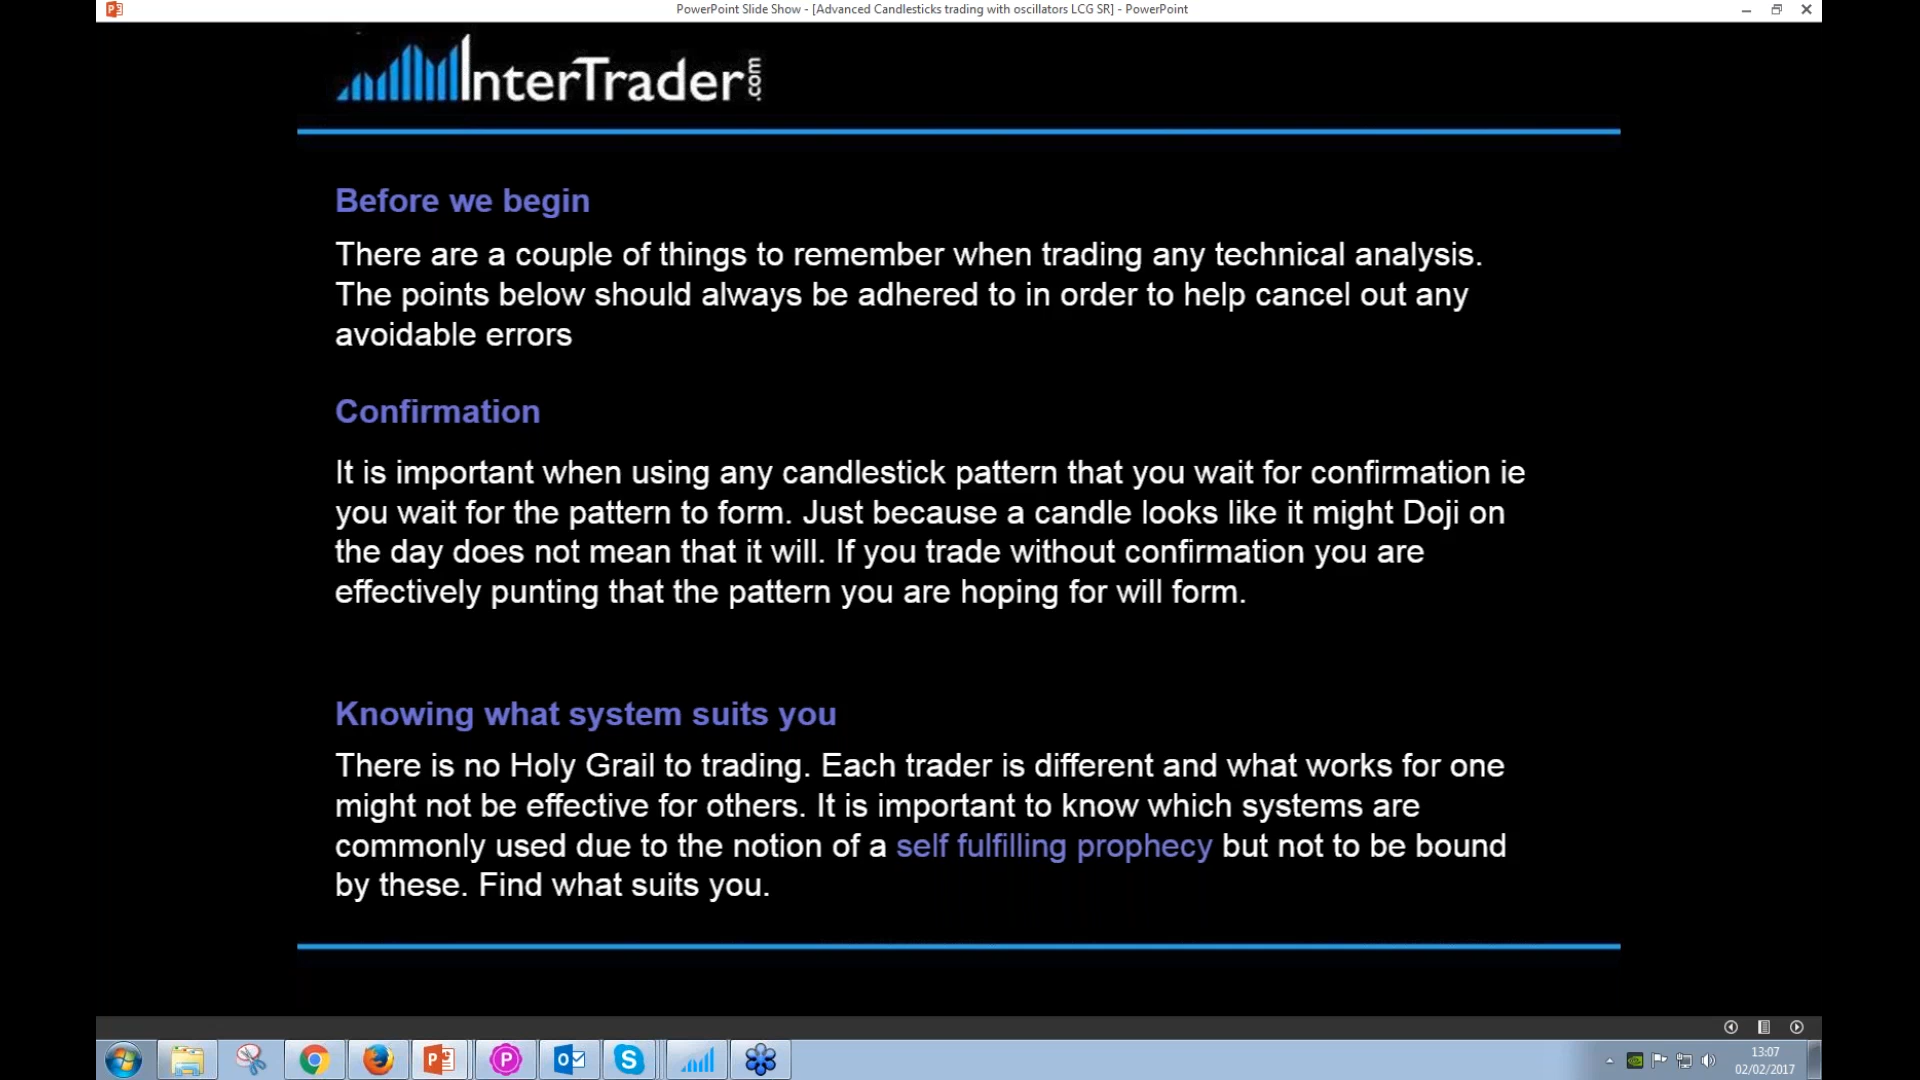 PowerPoint Slide Show - [Advanced Candlesticks trading with oscillators LCG SR] - PowerPoint
InterTrader.com
Before we begin
There are a couple of things to remember when trading any technical analysis.
The points below should always be adhered to in order to help cancel out any
avoidable errors
Confirmation
It is important when using any candlestick pattern that you wait for confirmation ie
you wait for the pattern to form. Just because a candle looks like it might Doji on
the day does not mean that it will. If you trade without confirmation you are
effectively punting that the pattern you are hoping for will form.
Knowing what system suits you
There is no Holy Grail to trading. Each trader is different and what works for one
might not be effective for others. It is important to know which systems are
commonly used due to the notion of a self fulfilling prophecy but not to be bound
by these. Find what suits you.
13:07
02/02/2017